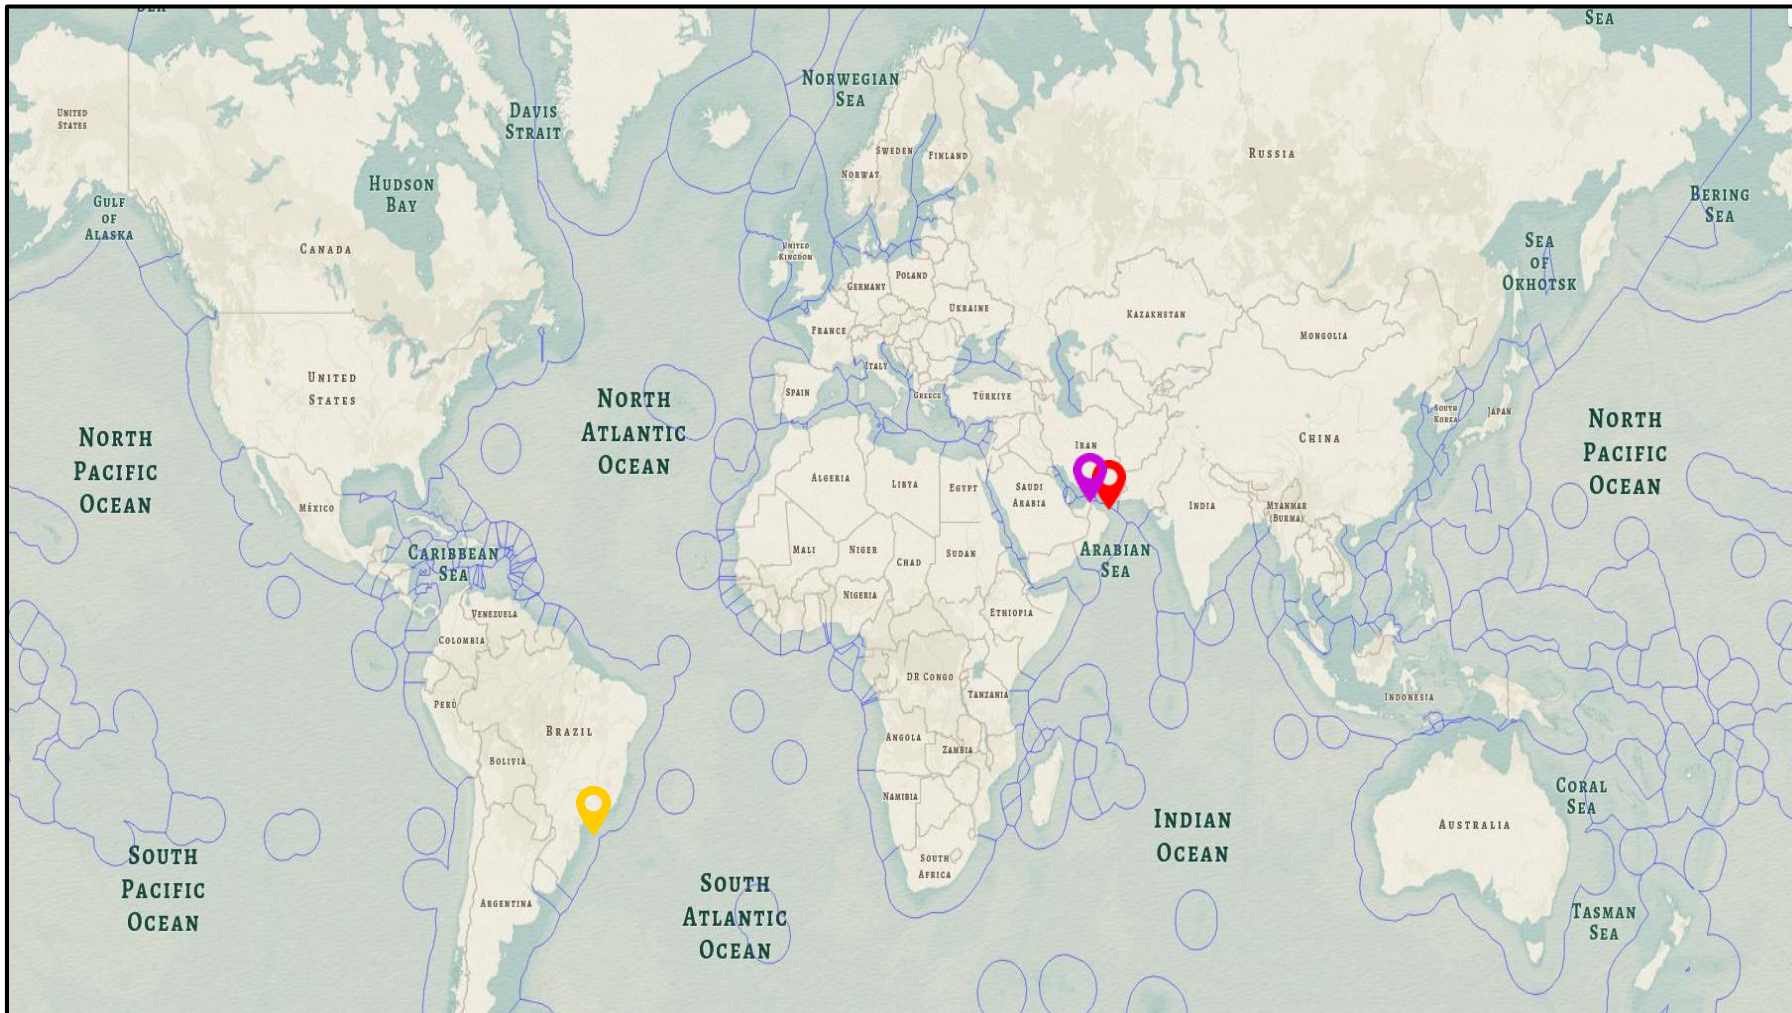 SEA
SEA
NORWEGIAN
SEA
DAVIS
STRAIT
UNITED
STATES
SWEDEN
FINLAND
NORWAY
RUSSIA
HUDSON
BAY
GULF
OF
ALASKA
BERING
SEA
CANADA
UNITED
KINGDOM
SEA
OF
OKHOTSK
POLAND
GERMANY
UKRAINE
KAZAKHSTAN
FRANCE
MONGOLIA
ITALY
UNITED
STATES
SPAIN
GREECE
TÜRKIYE
SOUTH
KOREA
JAPAN
NORTH
ATLANTIC
OCEAN
NORTH
PACIFIC
OCEAN
IRAN
CHINA
NORTH
PACIFIC
OCEAN
ALGERIA
LIBYA
EGYPT
SAUDI
ARABIA
MÉXICO
INDIA
MYANMAR
(BURMA)
CARIBBEAN
SEA
MALI
NIGER
CHAD
SUDAN
ARABIAN
SEA
NIGERIA
ETHIOPIA
VENEZUELA
COLOMBIA
DR CONGO
TANZANIA
PERÚ
INDONESIA
BRAZIL
ANGOLA
ZAMBIA
BOLIVIA
NAMIBIA
CORAL
SEA
INDIAN
OCEAN
AUSTRALIA
SOUTH
PACIFIC
OCEAN
SOUTH
AFRICA
SOUTH
ATLANTIC
OCEAN
ARGENTINA
TASMAN
SEA